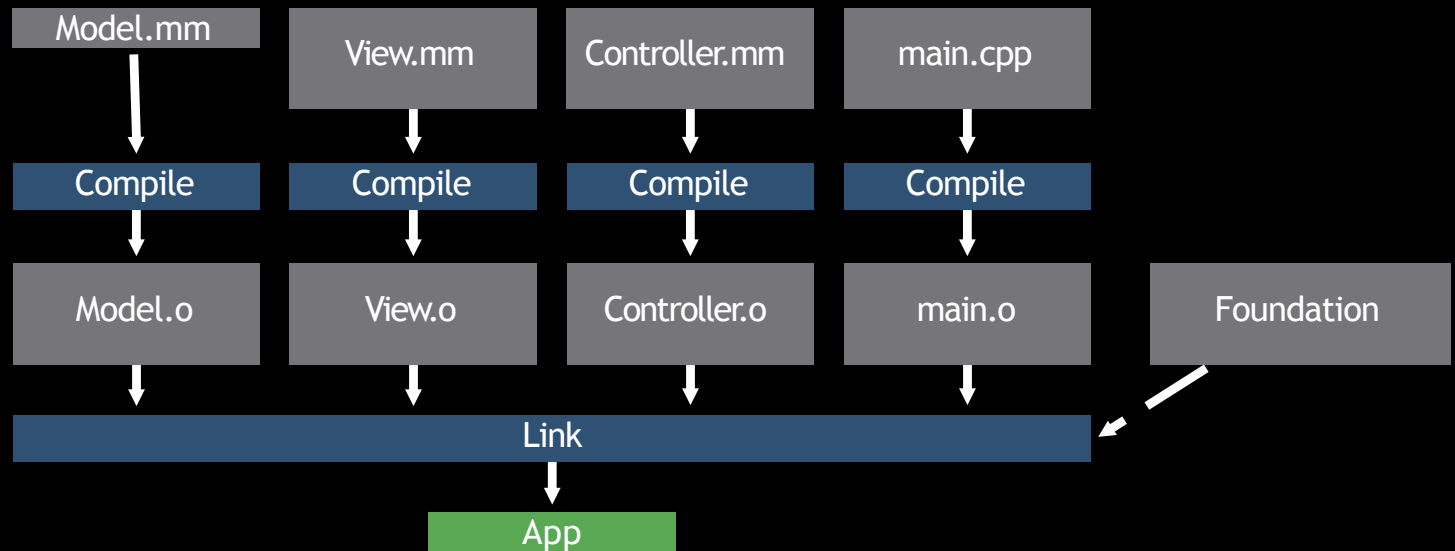 Model.mm
View.mm
Controller.mm
main.cpp
Compile
Compile
Compile
Compile
Model.o
View.o
Controller.o
main.o
Foundation
Link
App